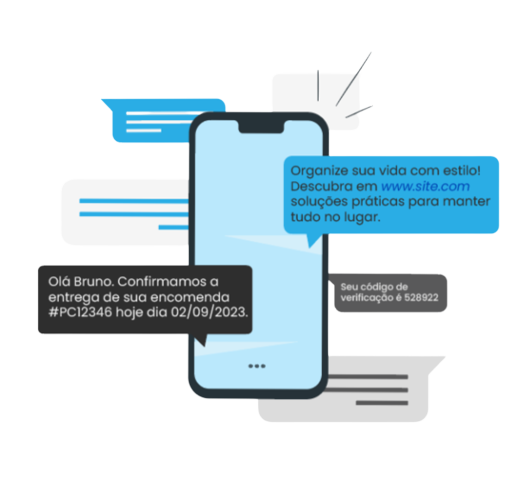 Organize sua vida com estilo!
Descubra em www.site.com
soluções práticas para manter
tudo no lugar.
Olá Bruno. Confirmamos a
entrega de sua encomenda
#PC12346 hoje dia 02/09/2023.
Seu código de
verificação é 528922